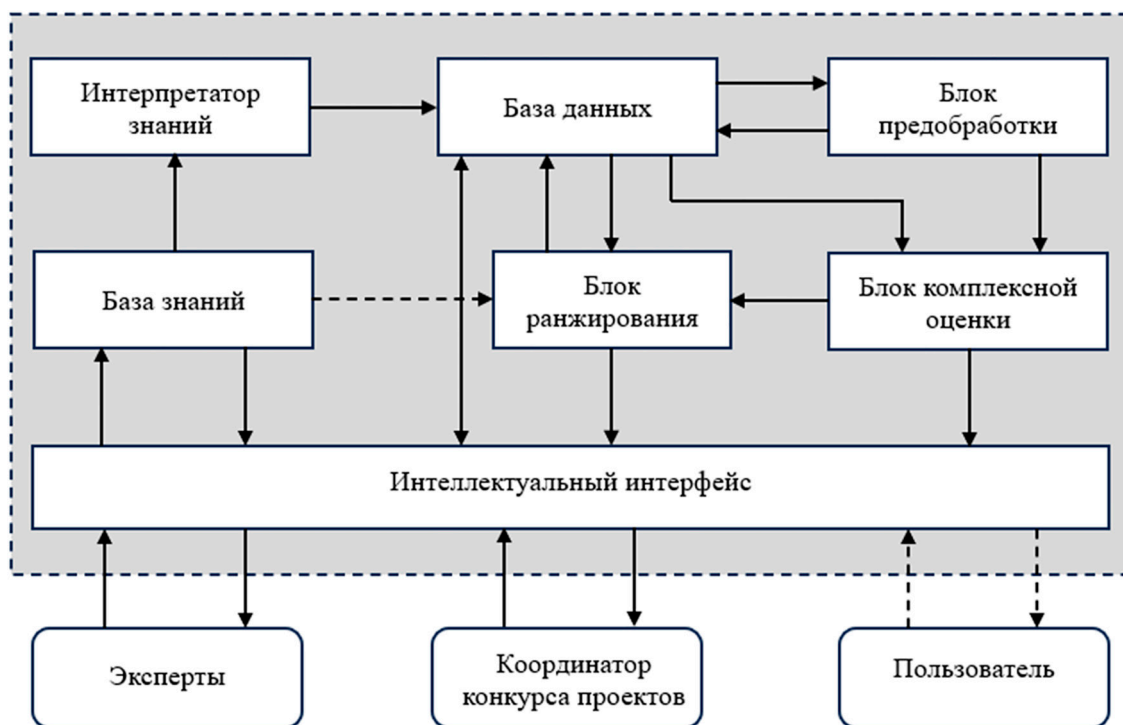 Интерпретатор
знаний
База данных
Блок
предобработки
База знаний
Блок
ранжирования
Блок комплексной
оценки
Интеллектуальный интерфейс
Эксперты
Координатор
конкурса проектов
Пользователь